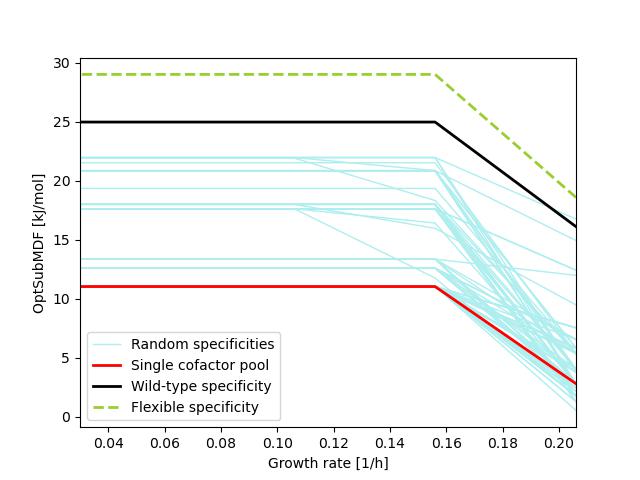 30
25
20
15
10
5
0
OptSubMDF [kJ/mol]
Random specificities
Single cofactor pool
Wild-type specificity
Flexible specificity
0.04 0.06 0.08 0.10 0.12 0.14 0.16 0.18 0.20
Growth rate [1/h]